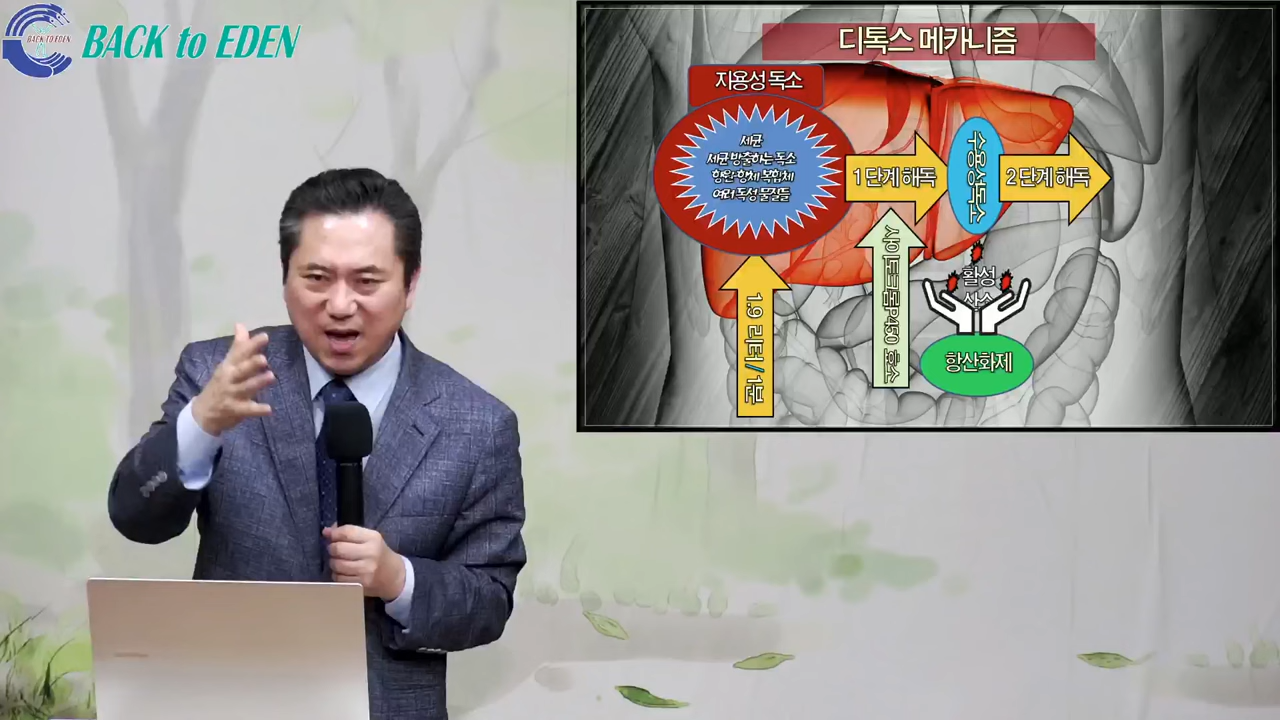 BACK TO EDEN
BACK to EDEN
디톡스 메카니즘
지용성 독소
세균
세균 방출하는 독소
항원-항체 복합체
여러 독성 물질들
1단계 해독
수용성독소
2단계 해독
1.9 리터 / 1분
사이토크롬P450 효소
활성
산소
항산화제